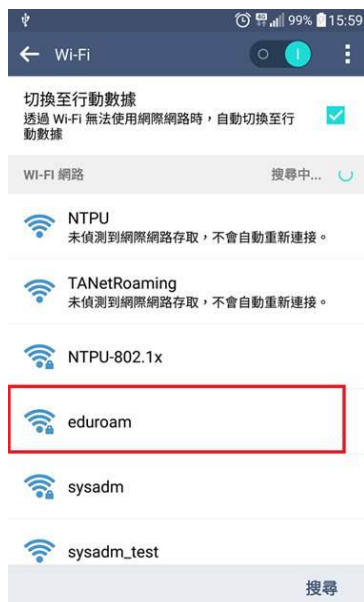 99% 15:59
Wi-Fi
切換至行動數據
透過 Wi-Fi 無法使用網際網路時，自動切換至行
動數據
WI-FI 網路 搜尋中...
NTPU
未偵測到網際網路存取，不會自動重新連接。
TANetRoaming
未偵測到網際網路存取，不會自動重新連接。
NTPU-802.1x
eduroam
sysadm
sysadm_test
搜尋